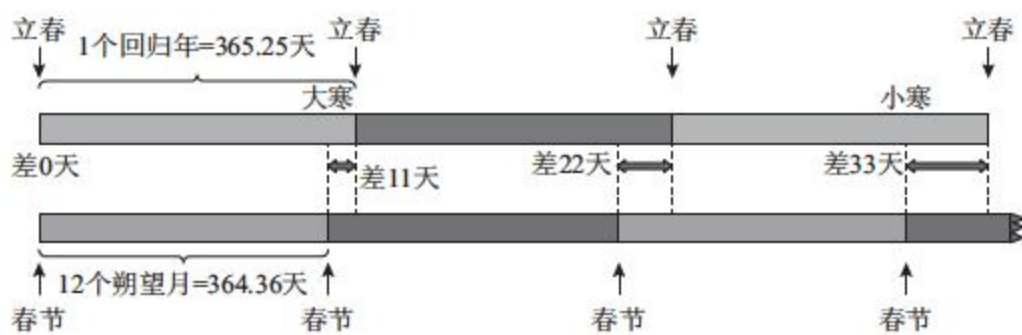 立春 立春 立春 立春
1个回归年=365.25天
大寒 小寒
差0天 差11天 差22天 差33天
12个朔望月=364.36天
春节 春节 春节 春节